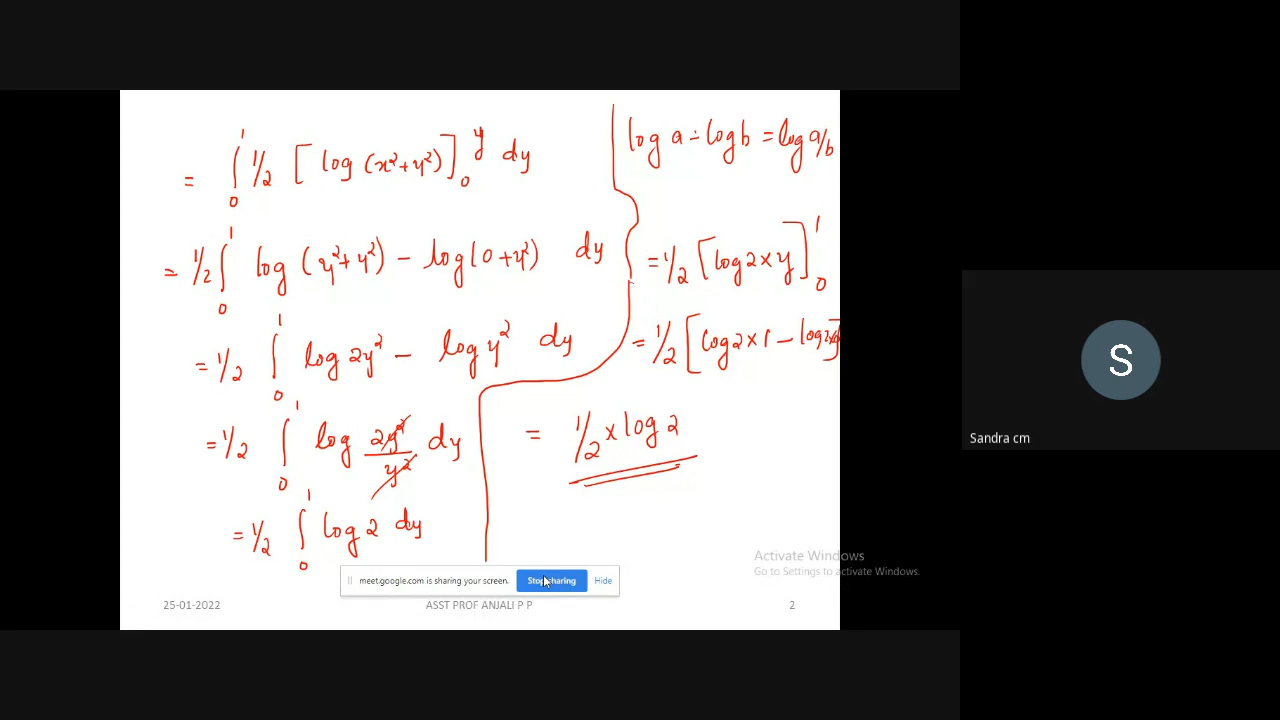 = ∫₀¹ 1/2 [log (x²+y²)]₀ʸ dy
= 1/2 ∫₀¹ log (y²+y²) - log(0+y²) dy
= 1/2 ∫₀¹ log 2y² - log y² dy
= 1/2 ∫₀¹ log 2y²/y² dy
= 1/2 ∫₀¹ log 2 dy
log a - log b = log a/b
= 1/2 [log 2 × y]₀¹
= 1/2 [log 2 × 1 - log 2×0]
= 1/2 × log 2
meet.google.com is sharing your screen.
Stop sharing
Hide
Activate Windows
Go to Settings to activate Windows.
25-01-2022
ASST PROF ANJALI P P
2
S
Sandra cm